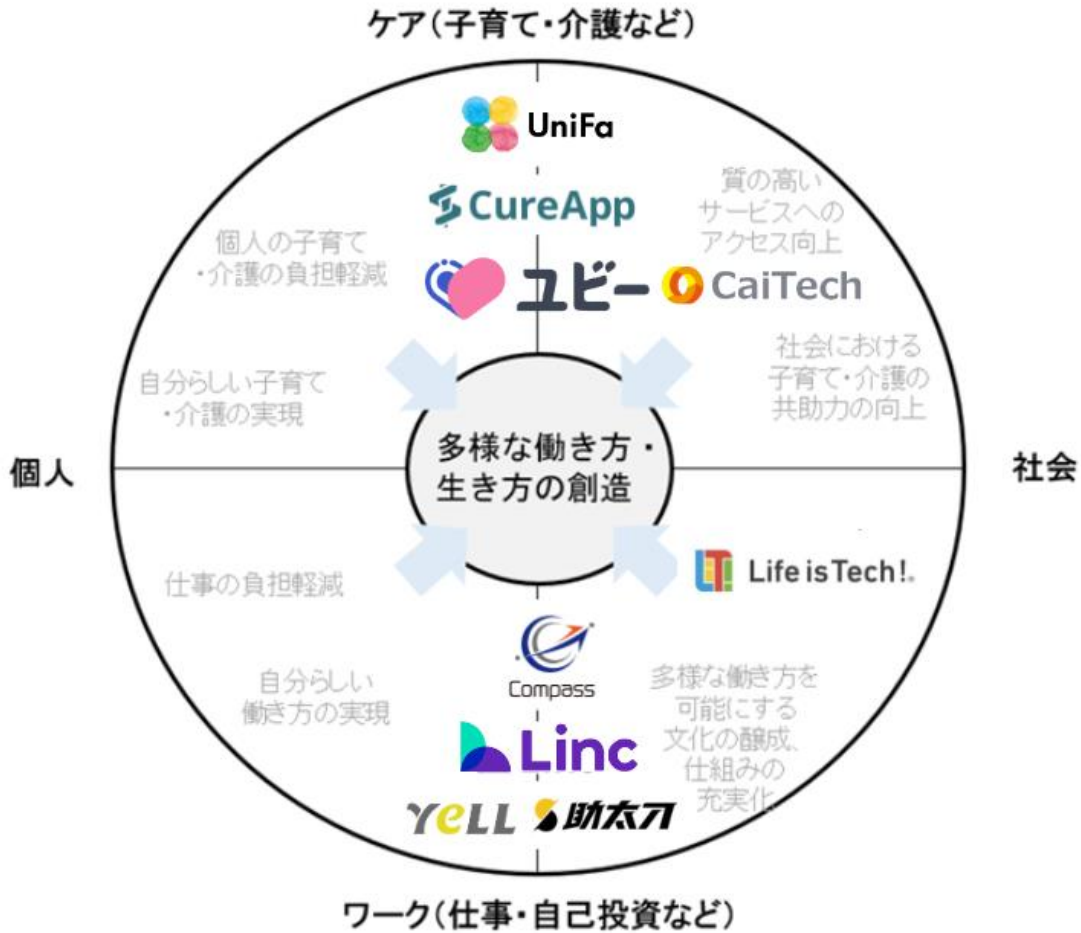 ケア(子育て・介護など)
UniFa
CureApp
質の高い
サービスへの
アクセス向上
個人の子育て
・介護の負担軽減
ユビー
CaiTech
社会における
子育て・介護の
共助力の向上
自分らしい子育て
・介護の実現
多様な働き方・
生き方の創造
個人
社会
仕事の負担軽減
Life is Tech!
Compass
自分らしい
働き方の実現
多様な働き方を
可能にする
文化の醸成、
仕組みの
充実化
Linc
YeLL
助太刀
ワーク(仕事・自己投資など)